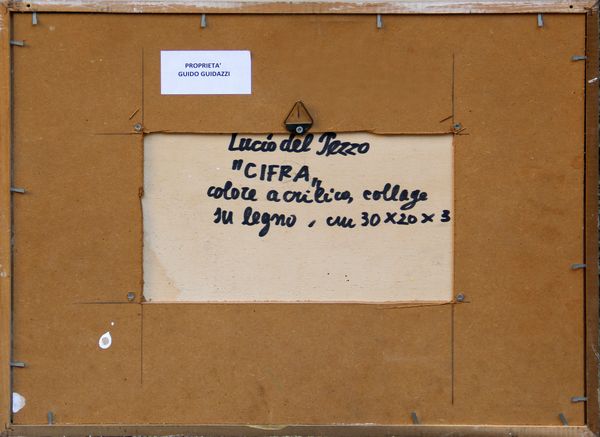 PROPRIETA'
GUIDO GUIDAZZI
Lucio del Pezzo
"CIFRA"
colore acrilico, collage
su legno, cm 30x20x3